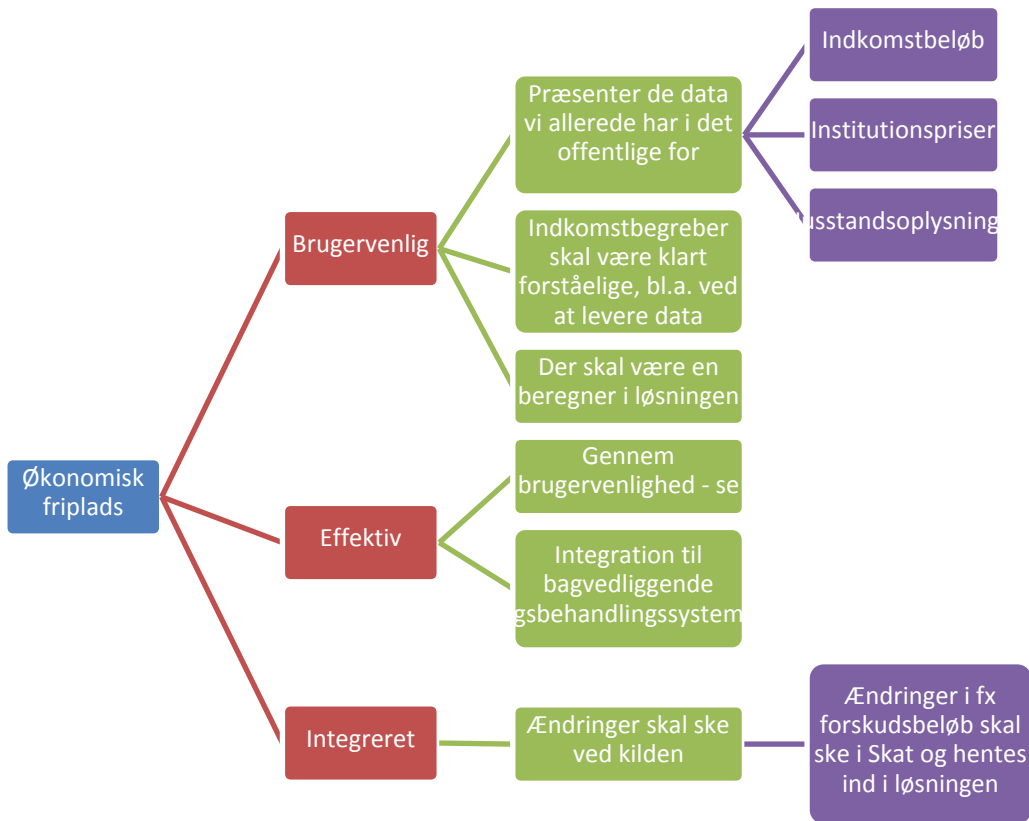 Økonomisk
friplads
Brugervenlig
Præsenter de data
vi allerede har i det
offentlige for
Indkomstbeløb
Institutionspriser
Indkomstbegreber
skal være klart
forståelige, bl.a. ved
at levere data
Der skal være en
beregner i løsningen
Effektiv
Gennem
brugervenlighed - se
Integration til
bagvedliggende
Integreret
Ændringer skal ske
ved kilden
Ændringer i fx
forskudsbeløb skal
ske i Skat og hentes
ind i løsningen